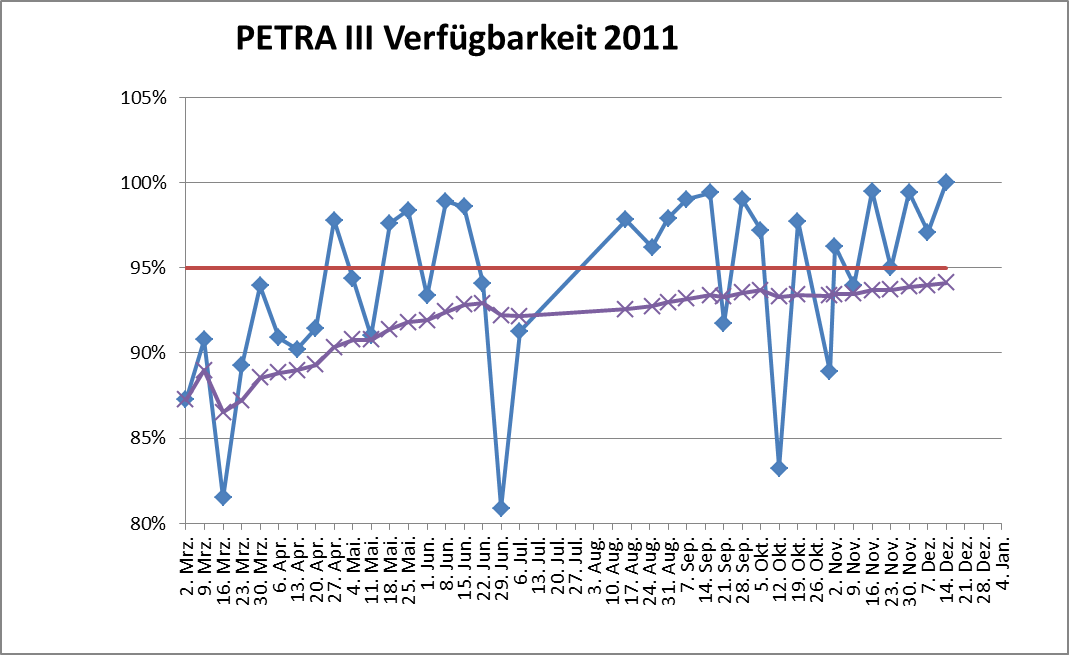 PETRA III Verfügbarkeit 2011
105%
100%
95%
90%
85%
80%
2. Mrz.
9. Mrz.
16. Mrz.
23. Mrz.
30. Mrz.
6. Apr.
13. Apr.
20. Apr.
27. Apr.
4. Mai.
11. Mai.
18. Mai.
25. Mai.
1. Jun.
8. Jun.
15. Jun.
22. Jun.
29. Jun.
6. Jul.
13. Jul.
20. Jul.
27. Jul.
3. Aug.
10. Aug.
17. Aug.
24. Aug.
31. Aug.
7. Sep.
14. Sep.
21. Sep.
28. Sep.
5. Okt.
12. Okt.
19. Okt.
26. Okt.
2. Nov.
9. Nov.
16. Nov.
23. Nov.
30. Nov.
7. Dez.
14. Dez.
21. Dez.
28. Dez.
4. Jan.